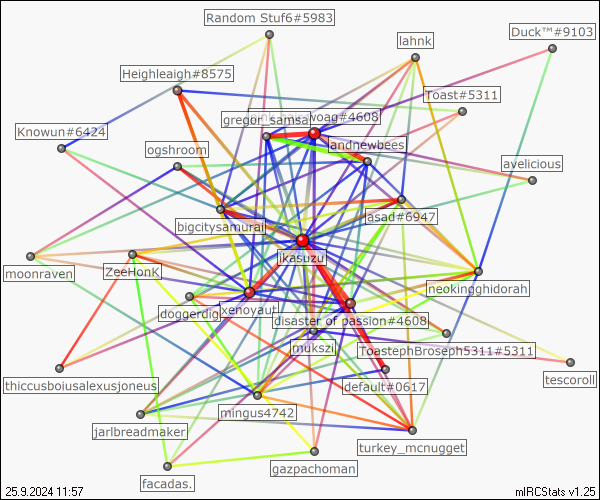 Random Stuf6#5983
lahnk
Duck™#9103
Heighleigh#8575
Toast#5311
gregor_samsa
voag#4608
Knowun#6424
landnewbees
ogshroom
avelicious
asad#6947
bigcitysamurai
ikasuzu
moonraven
ZeeHonK
neokingghidorah
doggerdig
xenoyaut
disaster of passion#4608
mukszi
ToastephBroseph5311#5311
thiccusboiusalexusjoneus
default#0617
tescoroll
mingus4742
jarlbreadmaker
turkey_mcnugget
gazpachoman
facadas.
25.9.2024 11:57
mIRCStats v1.25